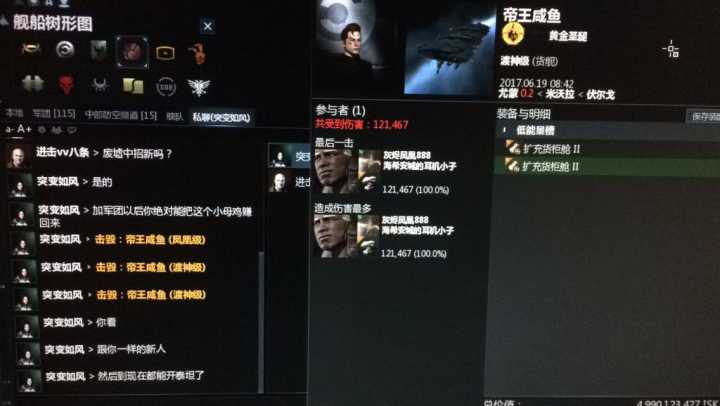 舰船树形图
本地 军团 [115] 中部防空频道 [15] 舰队 私聊(突变如风)
a- A+
进击vv八条 > 废墟中招新吗？
突变如风 > 是的
突变如风 > 加军团以后你绝对能把这个小母鸡赚回来
突变如风 > 击毁：帝王咸鱼 (凤凰级)
突变如风 > 击毁：帝王咸鱼 (渡神级)
突变如风 > 击毁：帝王咸鱼 (渡神级)
突变如风 > 你看
突变如风 > 跟你一样的新人
突变如风 > 然后到现在都能开泰坦了
突
进击
帝王咸鱼
黄金圣腿
渡神级 (货舰)
2017.06.19 08:42
尤蒙 0.2 < 米沃拉 < 伏尔戈
参与者 (1)
共受到伤害：121,467
最后一击
灰烬凤凰888
海希安城的耳机小子
121,467 (100.0%)
造成伤害最多
灰烬凤凰888
海希安城的耳机小子
121,467 (100.0%)
装备与明细
保存装
低能量槽
扩充货柜舱 II
扩充货柜舱 II
总价值：
4,990,123,427 ISK